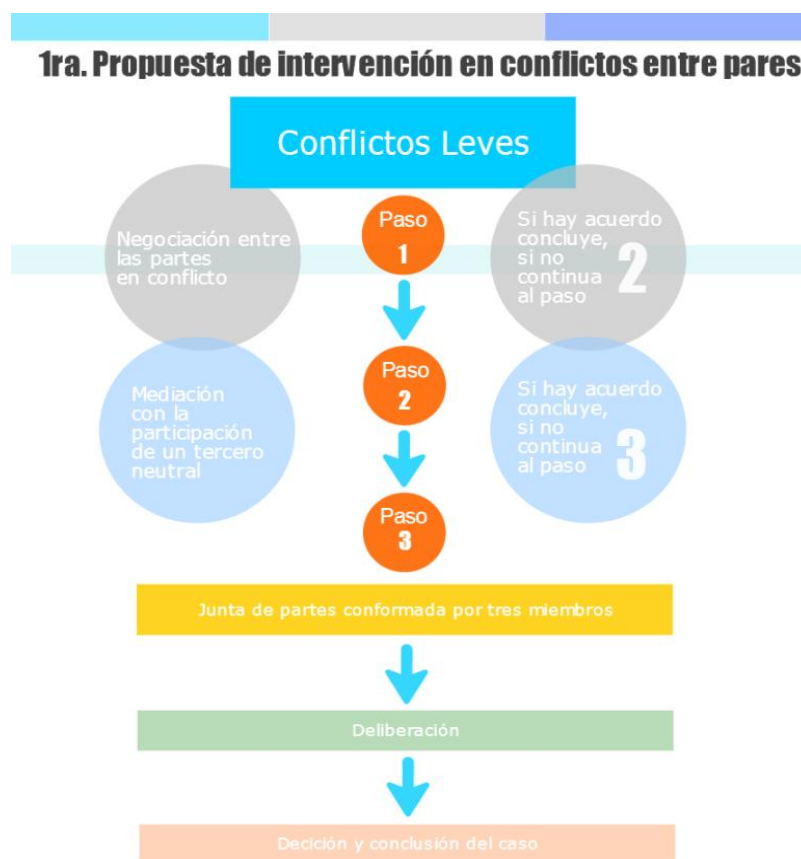 1ra. Propuesta de intervención en conflictos entre pares
Conflictos Leves
Negociación entre
las partes
en conflicto
Paso
1
Si hay acuerdo
concluye,
si no
continua
al paso
2
Mediación
con la
participación
de un tercero
neutral
Paso
2
Si hay acuerdo
concluye,
si no
continua
al paso
3
Paso
3
Junta de partes conformada por tres miembros
Deliberación
Decición y conclusión del caso